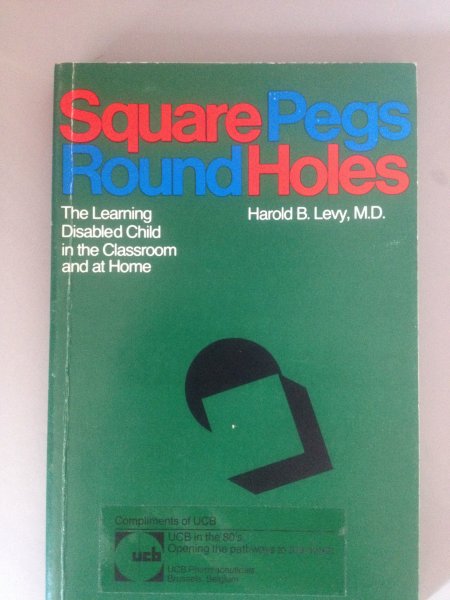 Square Pegs
Round Holes
The Learning
Disabled Child
in the Classroom
and at Home
Harold B. Levy, M.D.
Compliments of UCB
UCB in the 80's
Opening the pathways to
ucb
UCB Pharmaceuticals
Brussels, Belgium